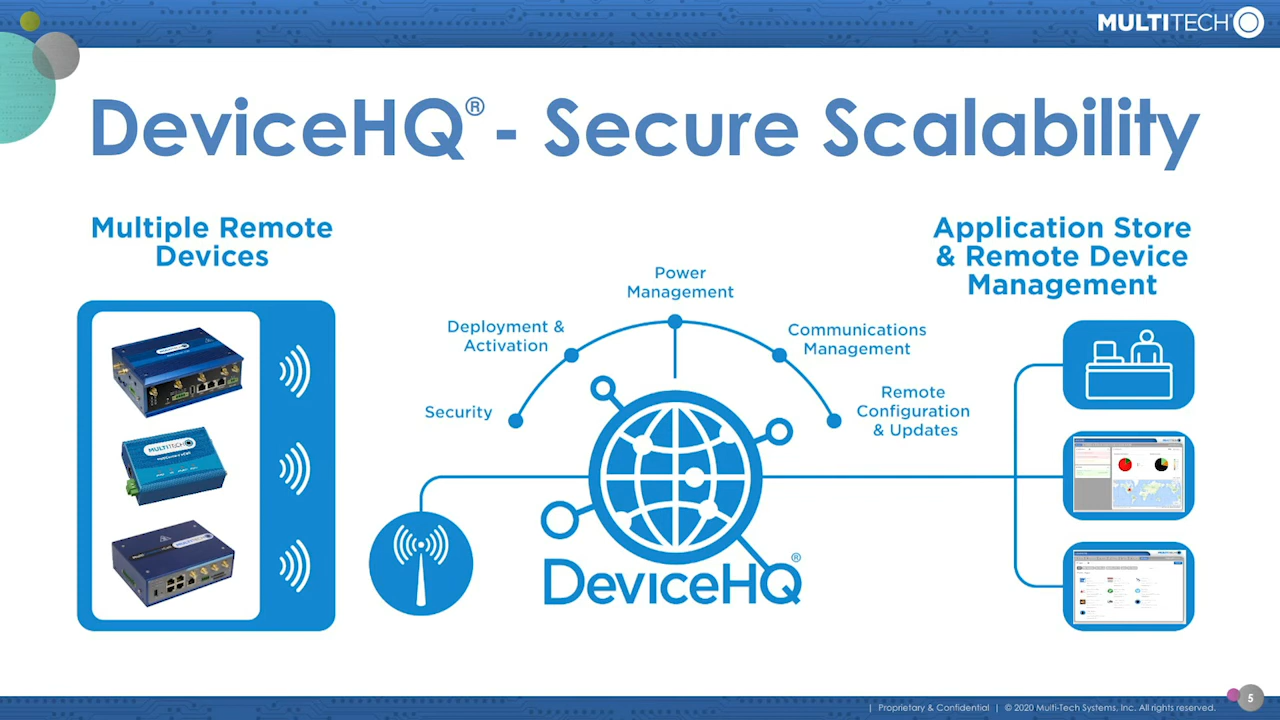 MULTITECH
DeviceHQ® - Secure Scalability
Multiple Remote
Devices
Application Store
& Remote Device
Management
Power
Management
Deployment &
Activation
Communications
Management
Security
Remote
Configuration
& Updates
MULTITECH
DeviceHQ®
| Proprietary & Confidential | © 2020 Multi-Tech Systems, Inc. All rights reserved.
5